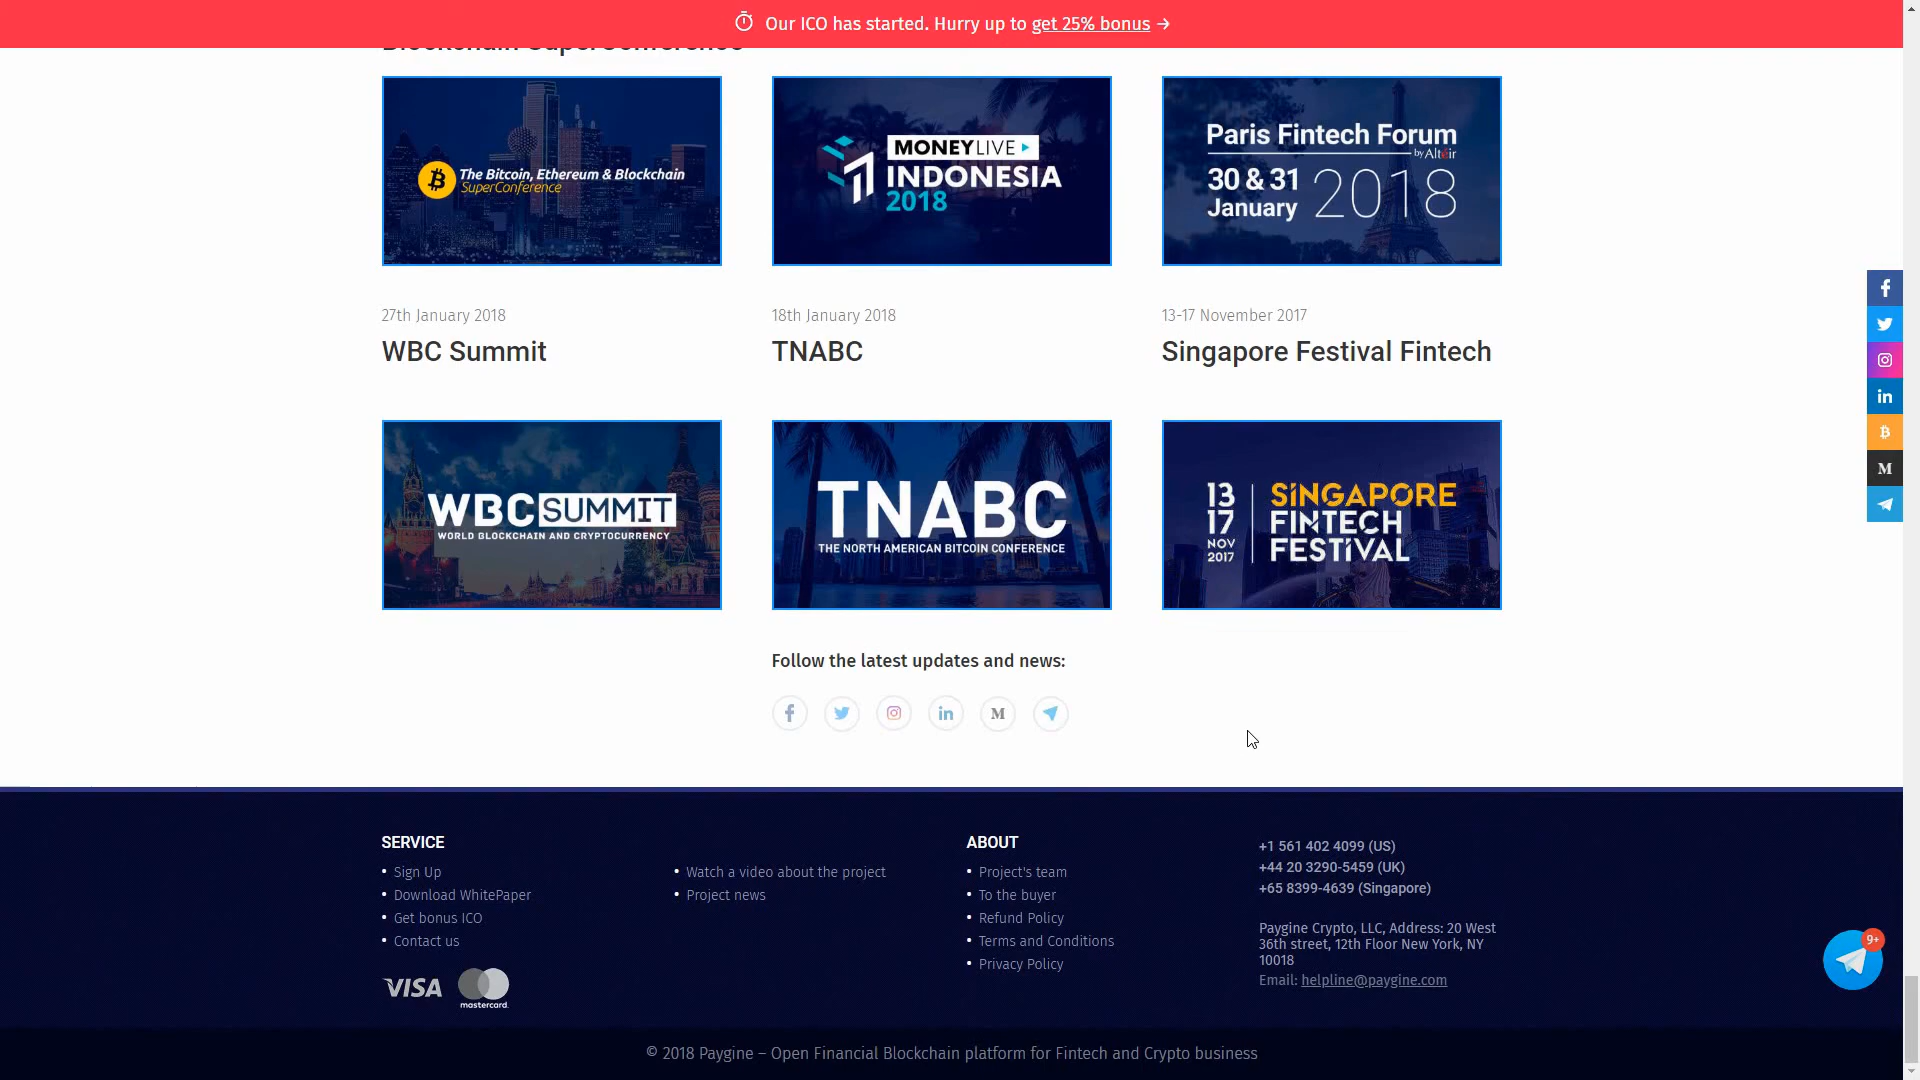 Our ICO has started. Hurry up to get 25% bonus →
Blockchain SuperConference
The Bitcoin, Ethereum & Blockchain
SuperConference
MONEYLIVE
INDONESIA
2018
Paris Fintech Forum
by Altéir
30 & 31
January
2018
27th January 2018
WBC Summit
18th January 2018
TNABC
13-17 November 2017
Singapore Festival Fintech
WBCSUMMIT
WORLD BLOCKCHAIN AND CRYPTOCURRENCY
TNABC
THE NORTH AMERICAN BITCOIN CONFERENCE
13
17
NOV
2017
SINGAPORE
FINTECH
FESTIVAL
Follow the latest updates and news:
SERVICE
• Sign Up
• Download WhitePaper
• Get bonus ICO
• Contact us
VISA
mastercard.
• Watch a video about the project
• Project news
ABOUT
• Project's team
• To the buyer
• Refund Policy
• Terms and Conditions
• Privacy Policy
+1 561 402 4099 (US)
+44 20 3290-5459 (UK)
+65 8399-4639 (Singapore)
Paygine Crypto, LLC, Address: 20 West
36th street, 12th Floor New York, NY
10018
Email: helpline@paygine.com
9+
© 2018 Paygine – Open Financial Blockchain platform for Fintech and Crypto business